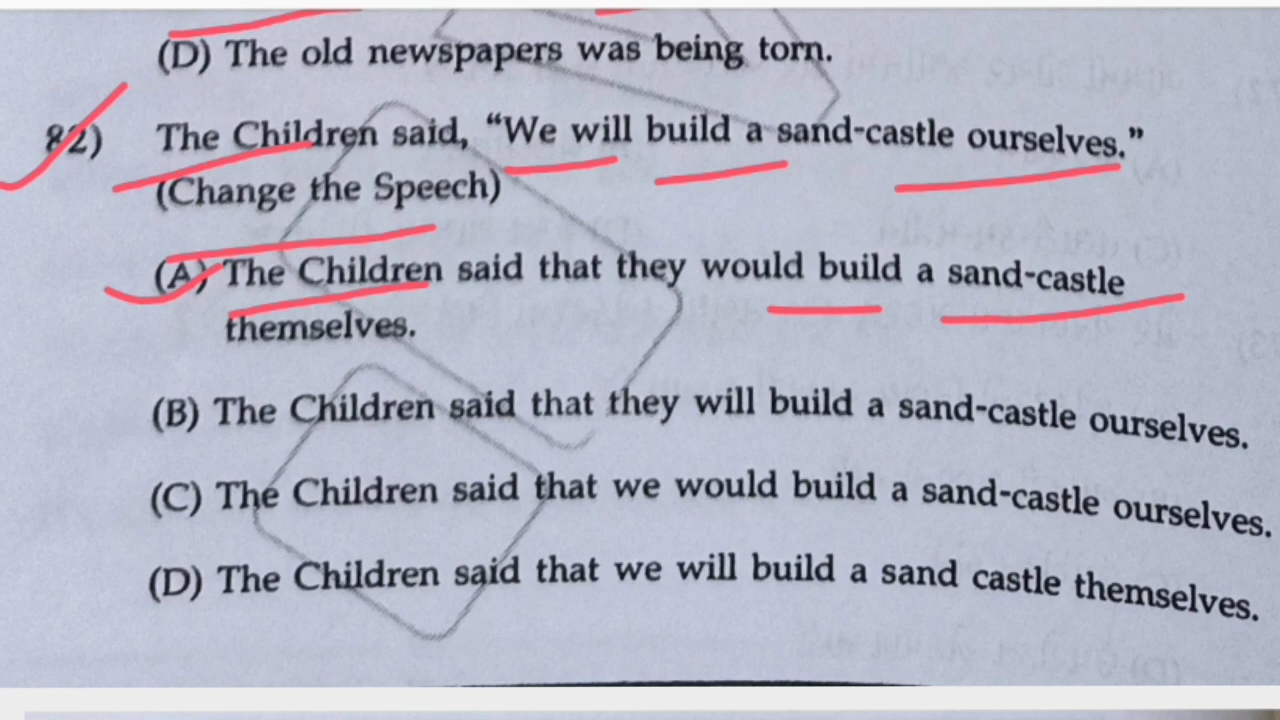 (D) The old newspapers was being torn.
82) The Children said, “We will build a sand-castle ourselves.”
(Change the Speech)
(A) The Children said that they would build a sand-castle
themselves.
(B) The Children said that they will build a sand-castle ourselves.
(C) The Children said that we would build a sand-castle ourselves.
(D) The Children said that we will build a sand castle themselves.